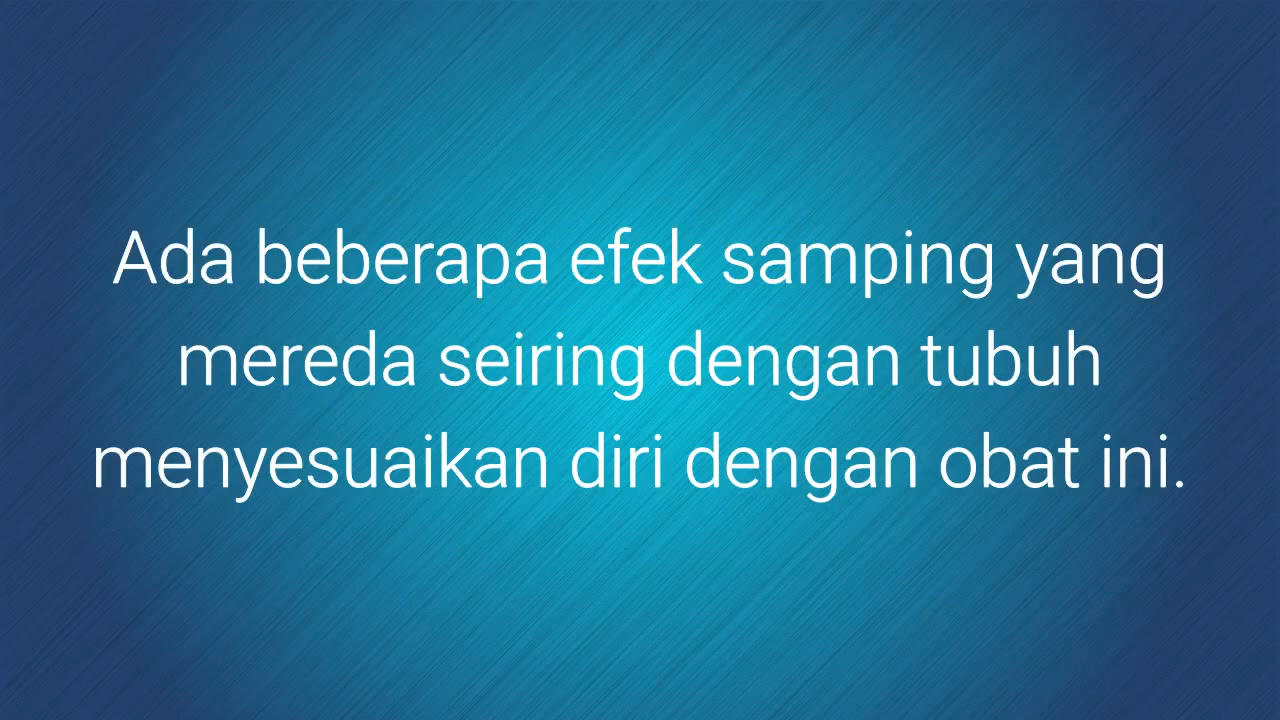 Ada beberapa efek samping yang
mereda seiring dengan tubuh
menyesuaikan diri dengan obat ini.